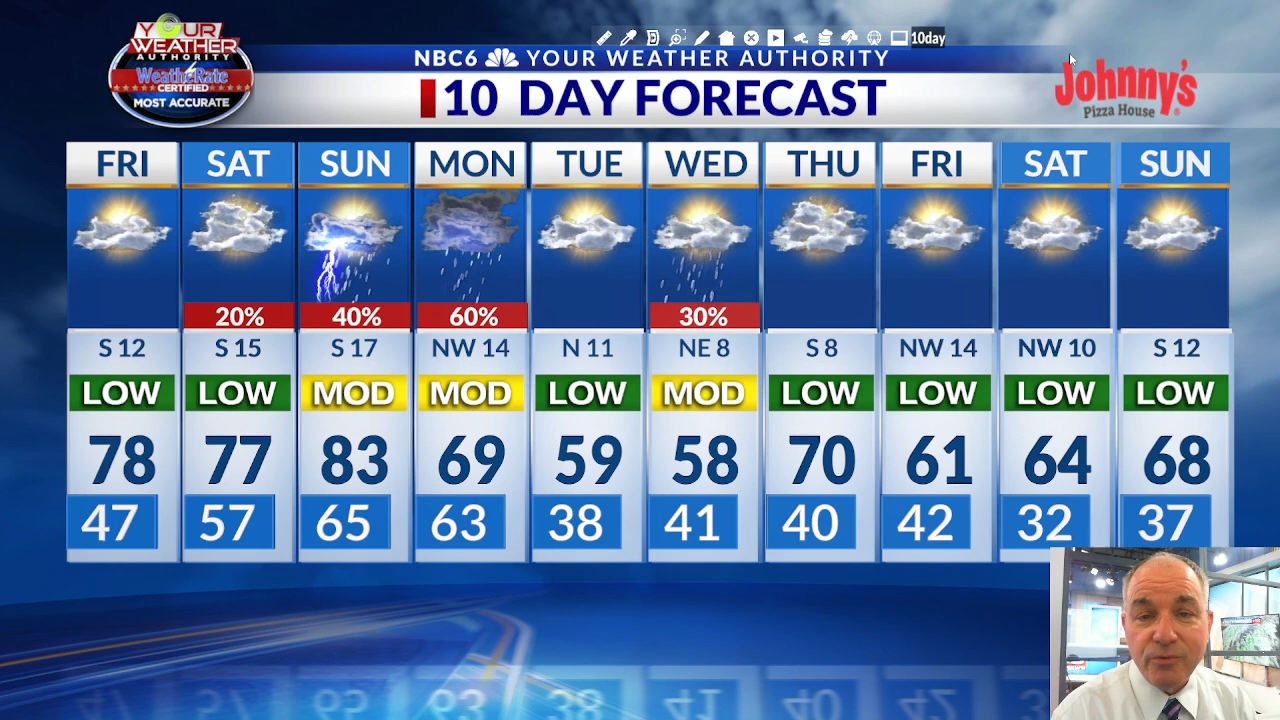 YOUR
WEATHER
AUTHORITY
WeatheRate
CERTIFIED
MOST ACCURATE
10day
NBC6 YOUR WEATHER AUTHORITY
10 DAY FORECAST
Johnny's
Pizza House
FRI SAT SUN MON TUE WED THU FRI SAT SUN
20% 40% 60% 30%
S 12 S 15 S 17 NW 14 N 11 NE 8 S 8 NW 14 NW 10 S 12
LOW LOW MOD MOD LOW MOD LOW LOW LOW LOW
78 77 83 69 59 58 70 61 64 68
47 57 65 63 38 41 40 42 32 37